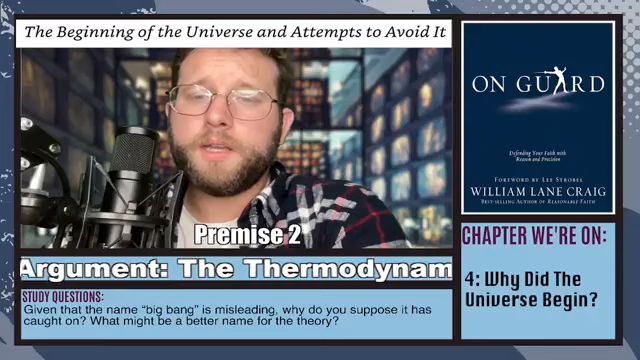 The Beginning of the Universe and Attempts to Avoid It
Premise 2
Argument: The Thermodynam
STUDY QUESTIONS:
Given that the name "big bang" is misleading, why do you suppose it has
caught on? What might be a better name for the theory?
ON GUARD
Defending Your Faith with
Reason and Precision
FOREWORD BY LEE STROBEL
WILLIAM LANE CRAIG
BEST-SELLING AUTHOR OF REASONABLE FAITH
CHAPTER WE'RE ON:
4: Why Did The
Universe Begin?